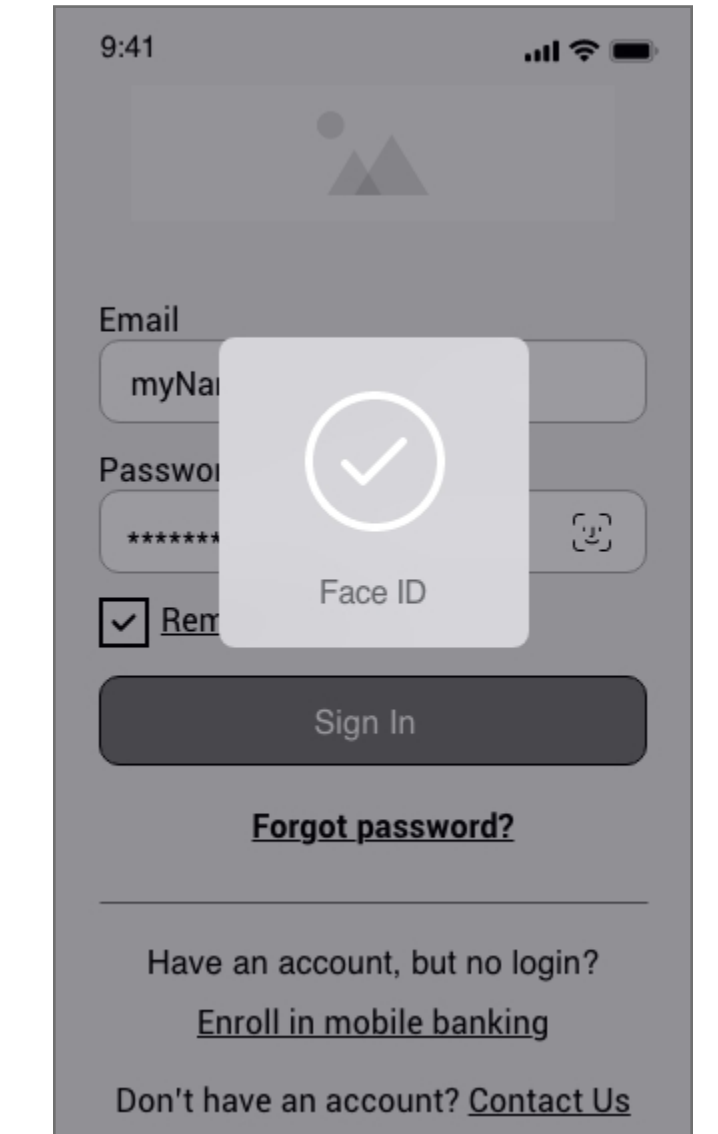 9:41
Email
myNa
Passwo
*******
Face ID
Rem
Sign In
Forgot password?
Have an account, but no login?
Enroll in mobile banking
Don't have an account? Contact Us